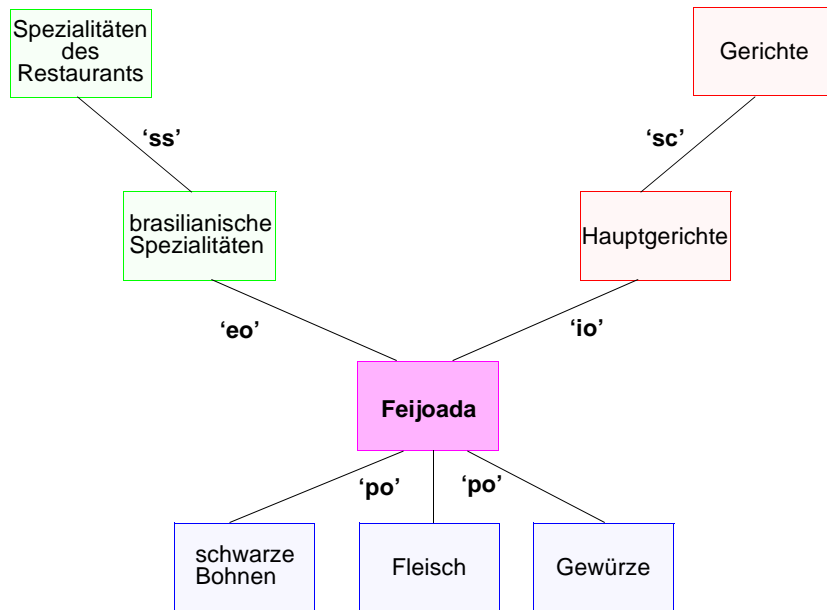 Spezialitäten
des
Restaurants
Gerichte
‘ss’
‘sc’
brasilianische
Spezialitäten
Hauptgerichte
‘eo’
‘io’
Feijoada
‘po’
‘po’
schwarze
Bohnen
Fleisch
Gewürze